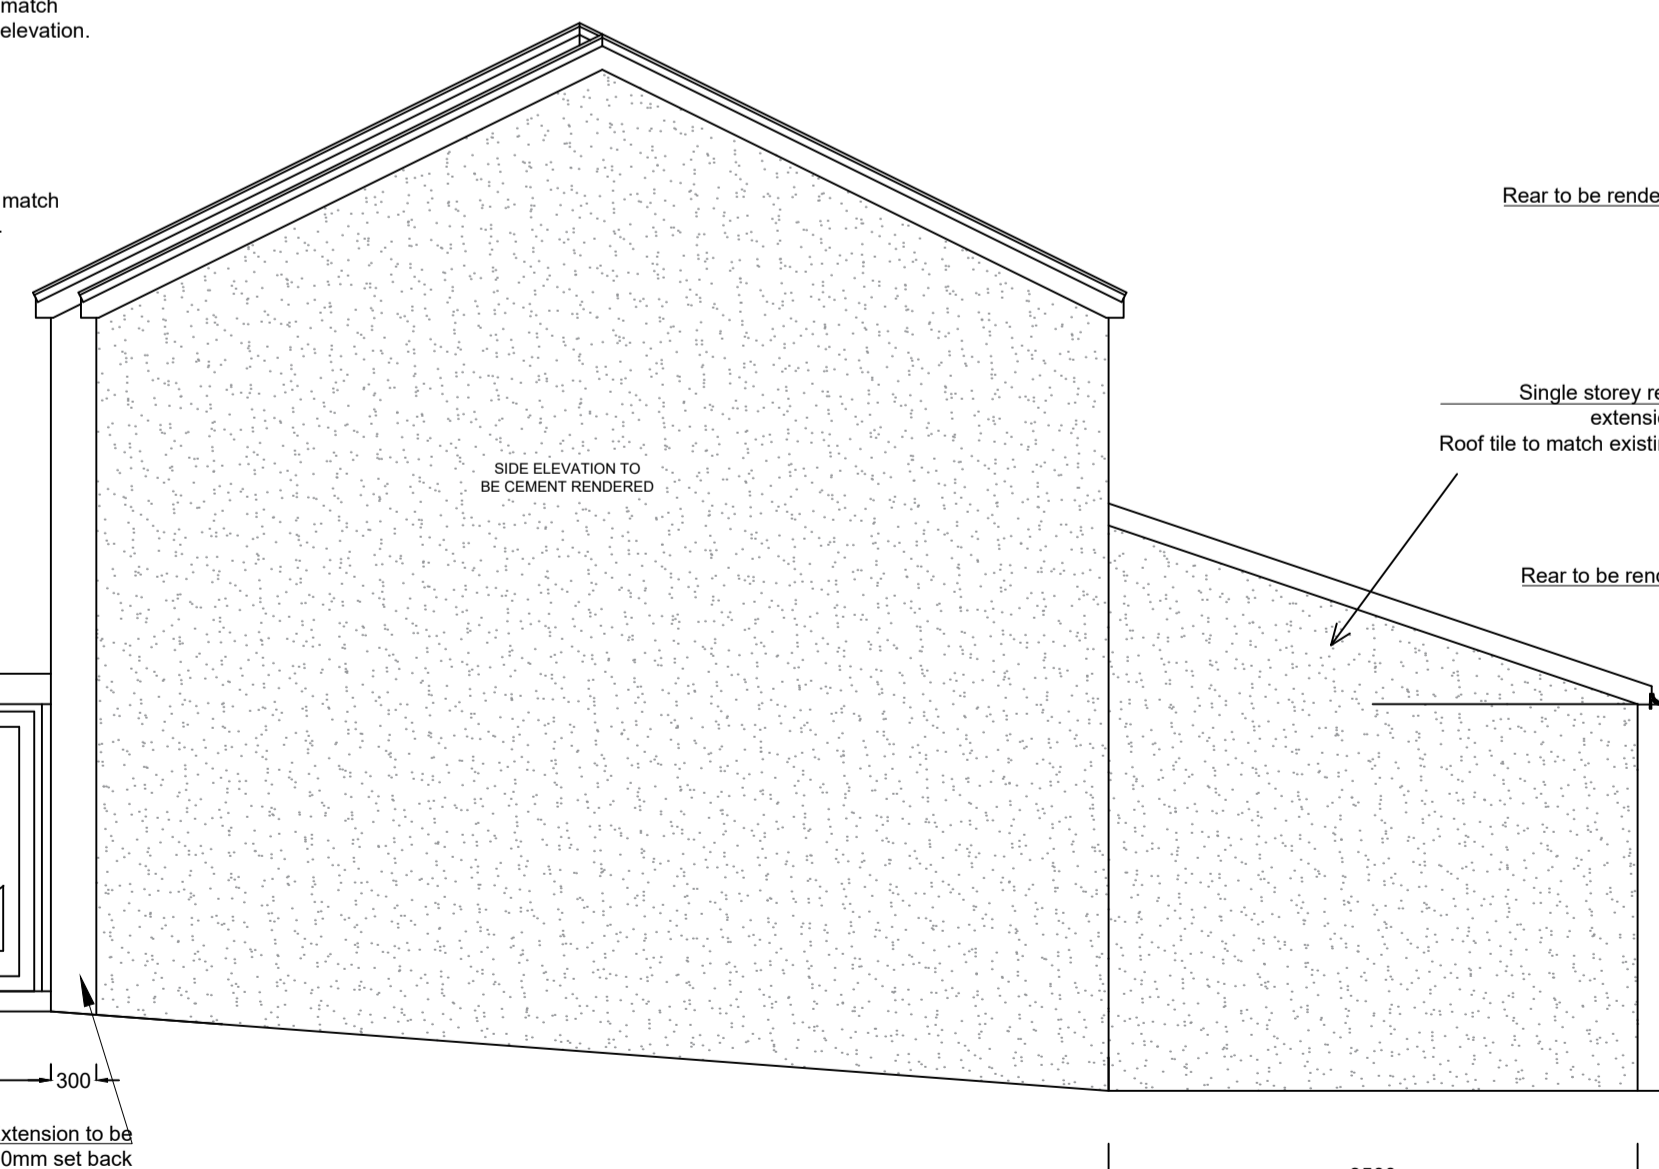 match
elevation.
match
Rear to be rende
Single storey re
extensi
Roof tile to match existi
SIDE ELEVATION TO
BE CEMENT RENDERED
Rear to be ren
300
xtension to be
0mm set back